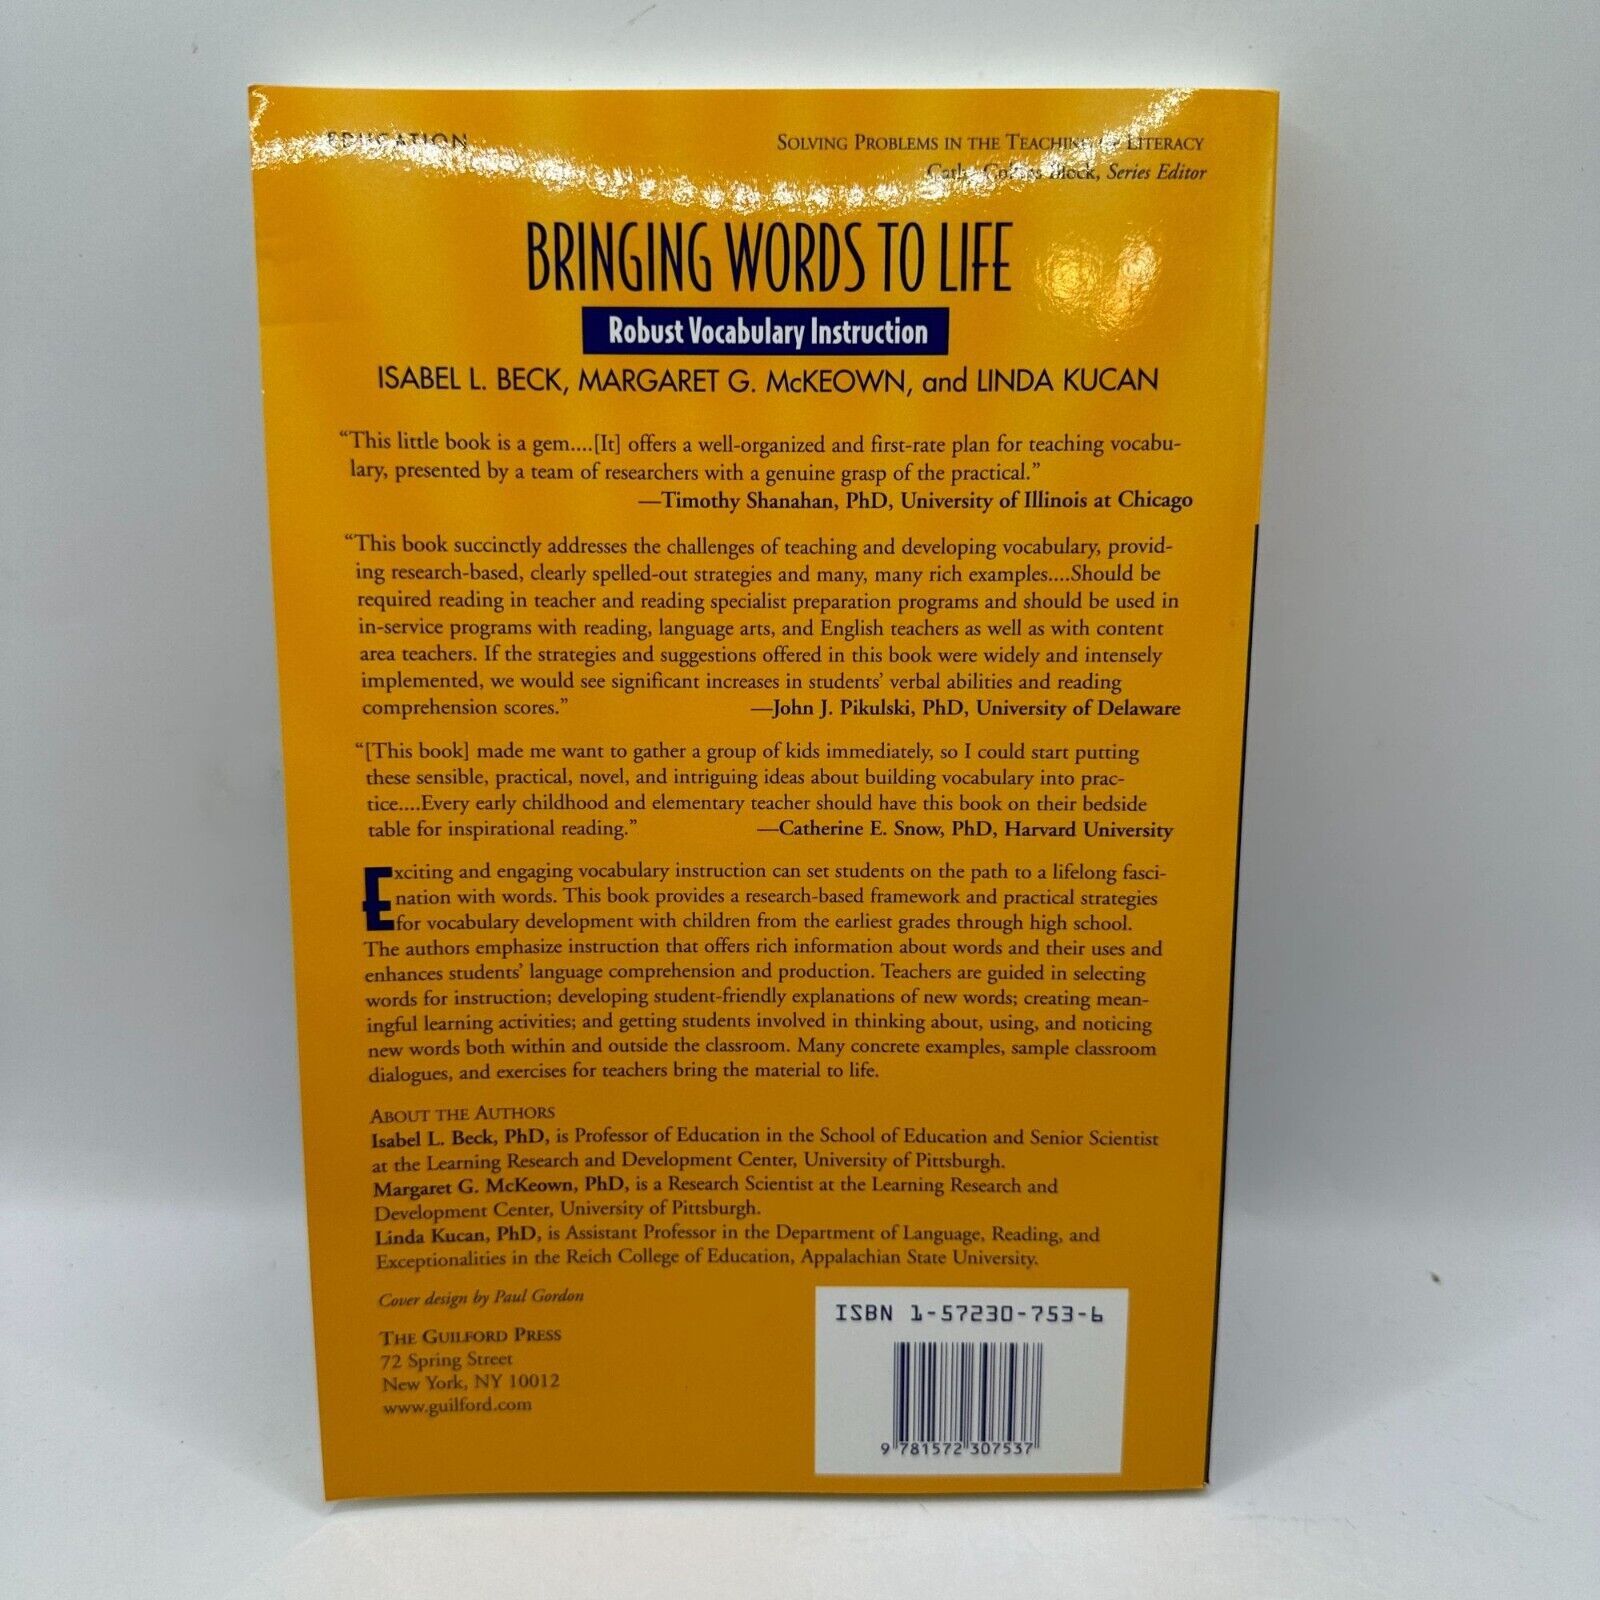 EDUCATION
SOLVING PROBLEMS IN THE TEACHING OF LITERACY
Cathy Collins Block, Series Editor
BRINGING WORDS TO LIFE
Robust Vocabulary Instruction
ISABEL L. BECK, MARGARET G. McKEOWN, and LINDA KUCAN
“This little book is a gem....[It] offers a well-organized and first-rate plan for teaching vocabu-
lary, presented by a team of researchers with a genuine grasp of the practical.”
—Timothy Shanahan, PhD, University of Illinois at Chicago
“This book succinctly addresses the challenges of teaching and developing vocabulary, provid-
ing research-based, clearly spelled-out strategies and many, many rich examples....Should be
required reading in teacher and reading specialist preparation programs and should be used in
in-service programs with reading, language arts, and English teachers as well as with content
area teachers. If the strategies and suggestions offered in this book were widely and intensely
implemented, we would see significant increases in students’ verbal abilities and reading
comprehension scores.” —John J. Pikulski, PhD, University of Delaware
“[This book] made me want to gather a group of kids immediately, so I could start putting
these sensible, practical, novel, and intriguing ideas about building vocabulary into prac-
tice....Every early childhood and elementary teacher should have this book on their bedside
table for inspirational reading.” —Catherine E. Snow, PhD, Harvard University
Exciting and engaging vocabulary instruction can set students on the path to a lifelong fasci-
nation with words. This book provides a research-based framework and practical strategies
for vocabulary development with children from the earliest grades through high school.
The authors emphasize instruction that offers rich information about words and their uses and
enhances students’ language comprehension and production. Teachers are guided in selecting
words for instruction; developing student-friendly explanations of new words; creating mean-
ingful learning activities; and getting students involved in thinking about, using, and noticing
new words both within and outside the classroom. Many concrete examples, sample classroom
dialogues, and exercises for teachers bring the material to life.
ABOUT THE AUTHORS
Isabel L. Beck, PhD, is Professor of Education in the School of Education and Senior Scientist
at the Learning Research and Development Center, University of Pittsburgh.
Margaret G. McKeown, PhD, is a Research Scientist at the Learning Research and
Development Center, University of Pittsburgh.
Linda Kucan, PhD, is Assistant Professor in the Department of Language, Reading, and
Exceptionalities in the Reich College of Education, Appalachian State University.
Cover design by Paul Gordon
THE GUILFORD PRESS
72 Spring Street
New York, NY 10012
www.guilford.com
ISBN 1-57230-753-6
9 781572 307537